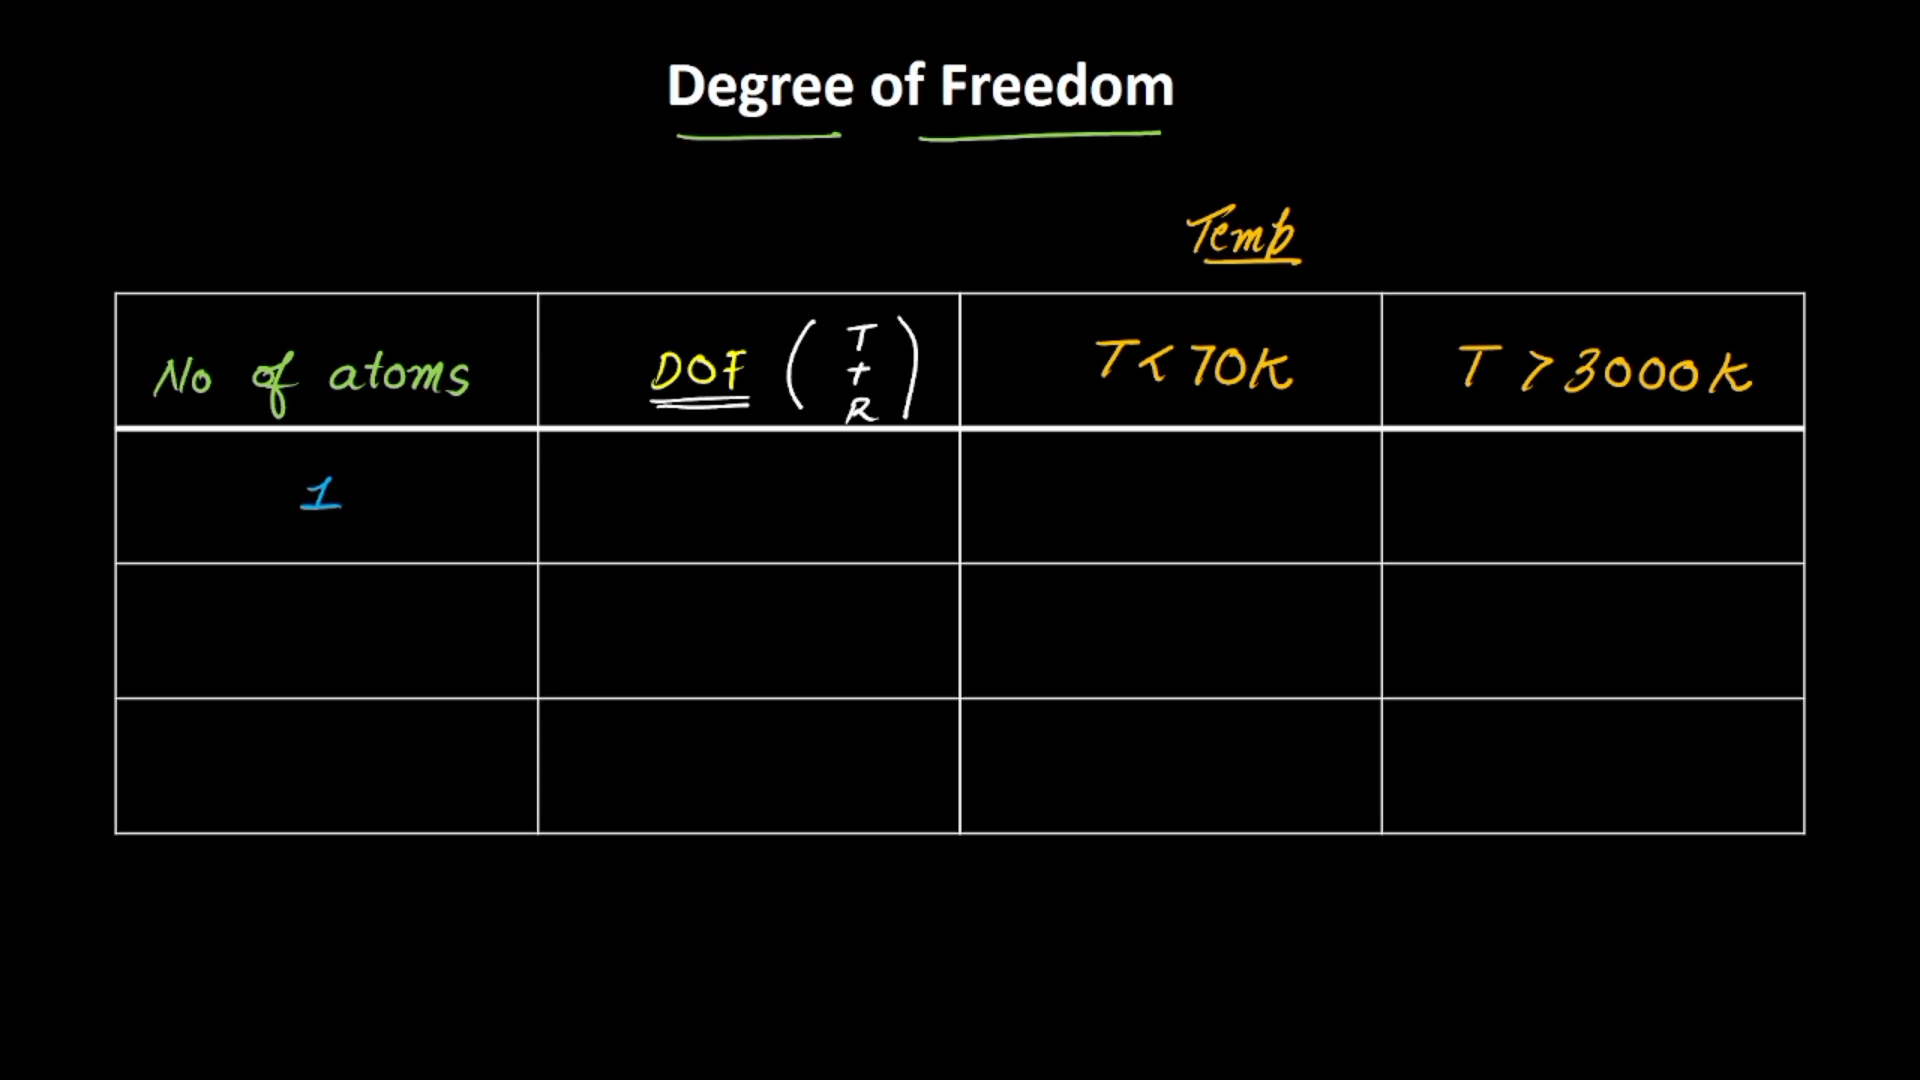 Degree of Freedom
Temp
No of atoms DOF ( T + R ) T < 70K T > 3000K
1